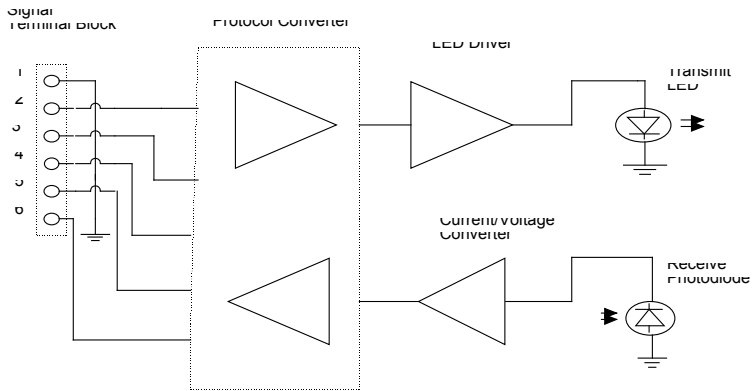 Signal
Terminal Block
Protocol Converter
LED Driver
Transmit
LED
1
2
3
4
5
6
Current/Voltage
Converter
Receive
Photodiode